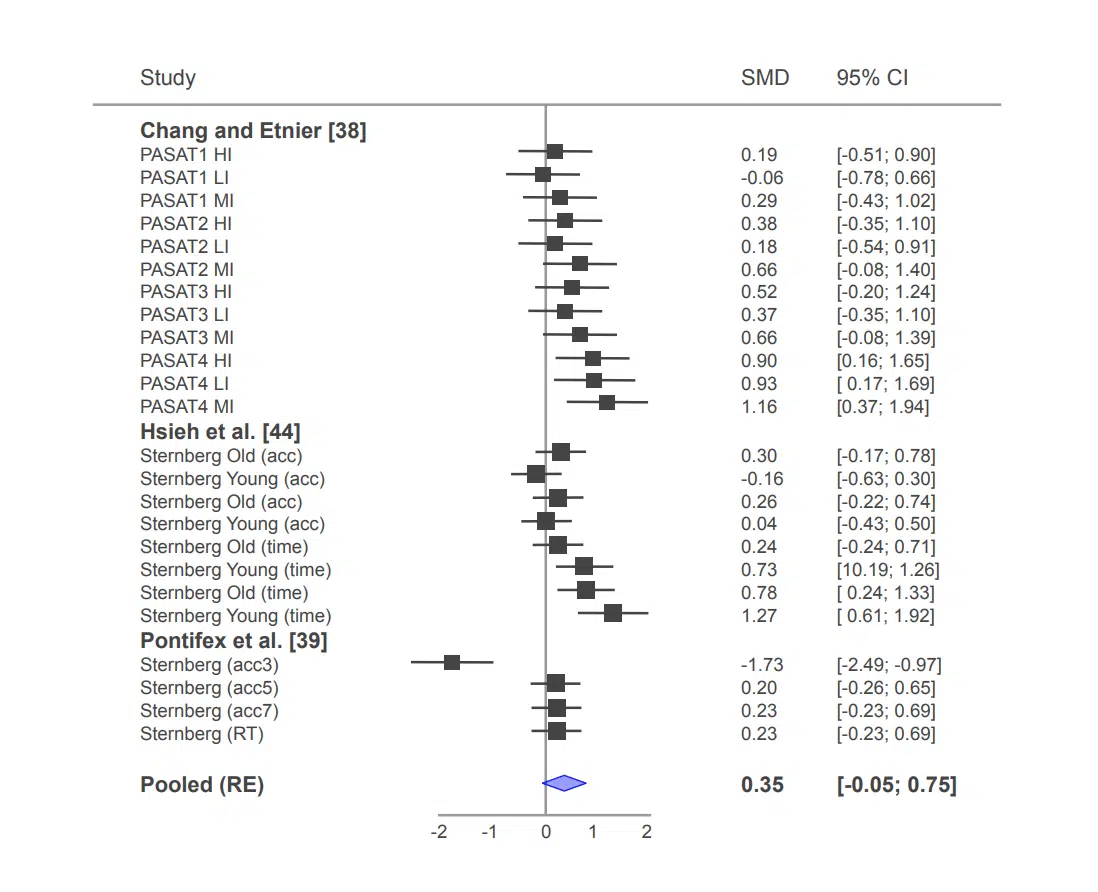 Study SMD 95% CI
Chang and Etnier [38]
PASAT1 HI 0.19 [-0.51; 0.90]
PASAT1 LI -0.06 [-0.78; 0.66]
PASAT1 MI 0.29 [-0.43; 1.02]
PASAT2 HI 0.38 [-0.35; 1.10]
PASAT2 LI 0.18 [-0.54; 0.91]
PASAT2 MI 0.66 [-0.08; 1.40]
PASAT3 HI 0.52 [-0.20; 1.24]
PASAT3 LI 0.37 [-0.35; 1.10]
PASAT3 MI 0.66 [-0.08; 1.39]
PASAT4 HI 0.90 [0.16; 1.65]
PASAT4 LI 0.93 [ 0.17; 1.69]
PASAT4 MI 1.16 [0.37; 1.94]
Hsieh et al. [44]
Sternberg Old (acc) 0.30 [-0.17; 0.78]
Sternberg Young (acc) -0.16 [-0.63; 0.30]
Sternberg Old (acc) 0.26 [-0.22; 0.74]
Sternberg Young (acc) 0.04 [-0.43; 0.50]
Sternberg Old (time) 0.24 [-0.24; 0.71]
Sternberg Young (time) 0.73 [10.19; 1.26]
Sternberg Old (time) 0.78 [ 0.24; 1.33]
Sternberg Young (time) 1.27 [ 0.61; 1.92]
Pontifex et al. [39]
Sternberg (acc3) -1.73 [-2.49; -0.97]
Sternberg (acc5) 0.20 [-0.26; 0.65]
Sternberg (acc7) 0.23 [-0.23; 0.69]
Sternberg (RT) 0.23 [-0.23; 0.69]
Pooled (RE) 0.35 [-0.05; 0.75]
-2 -1 0 1 2